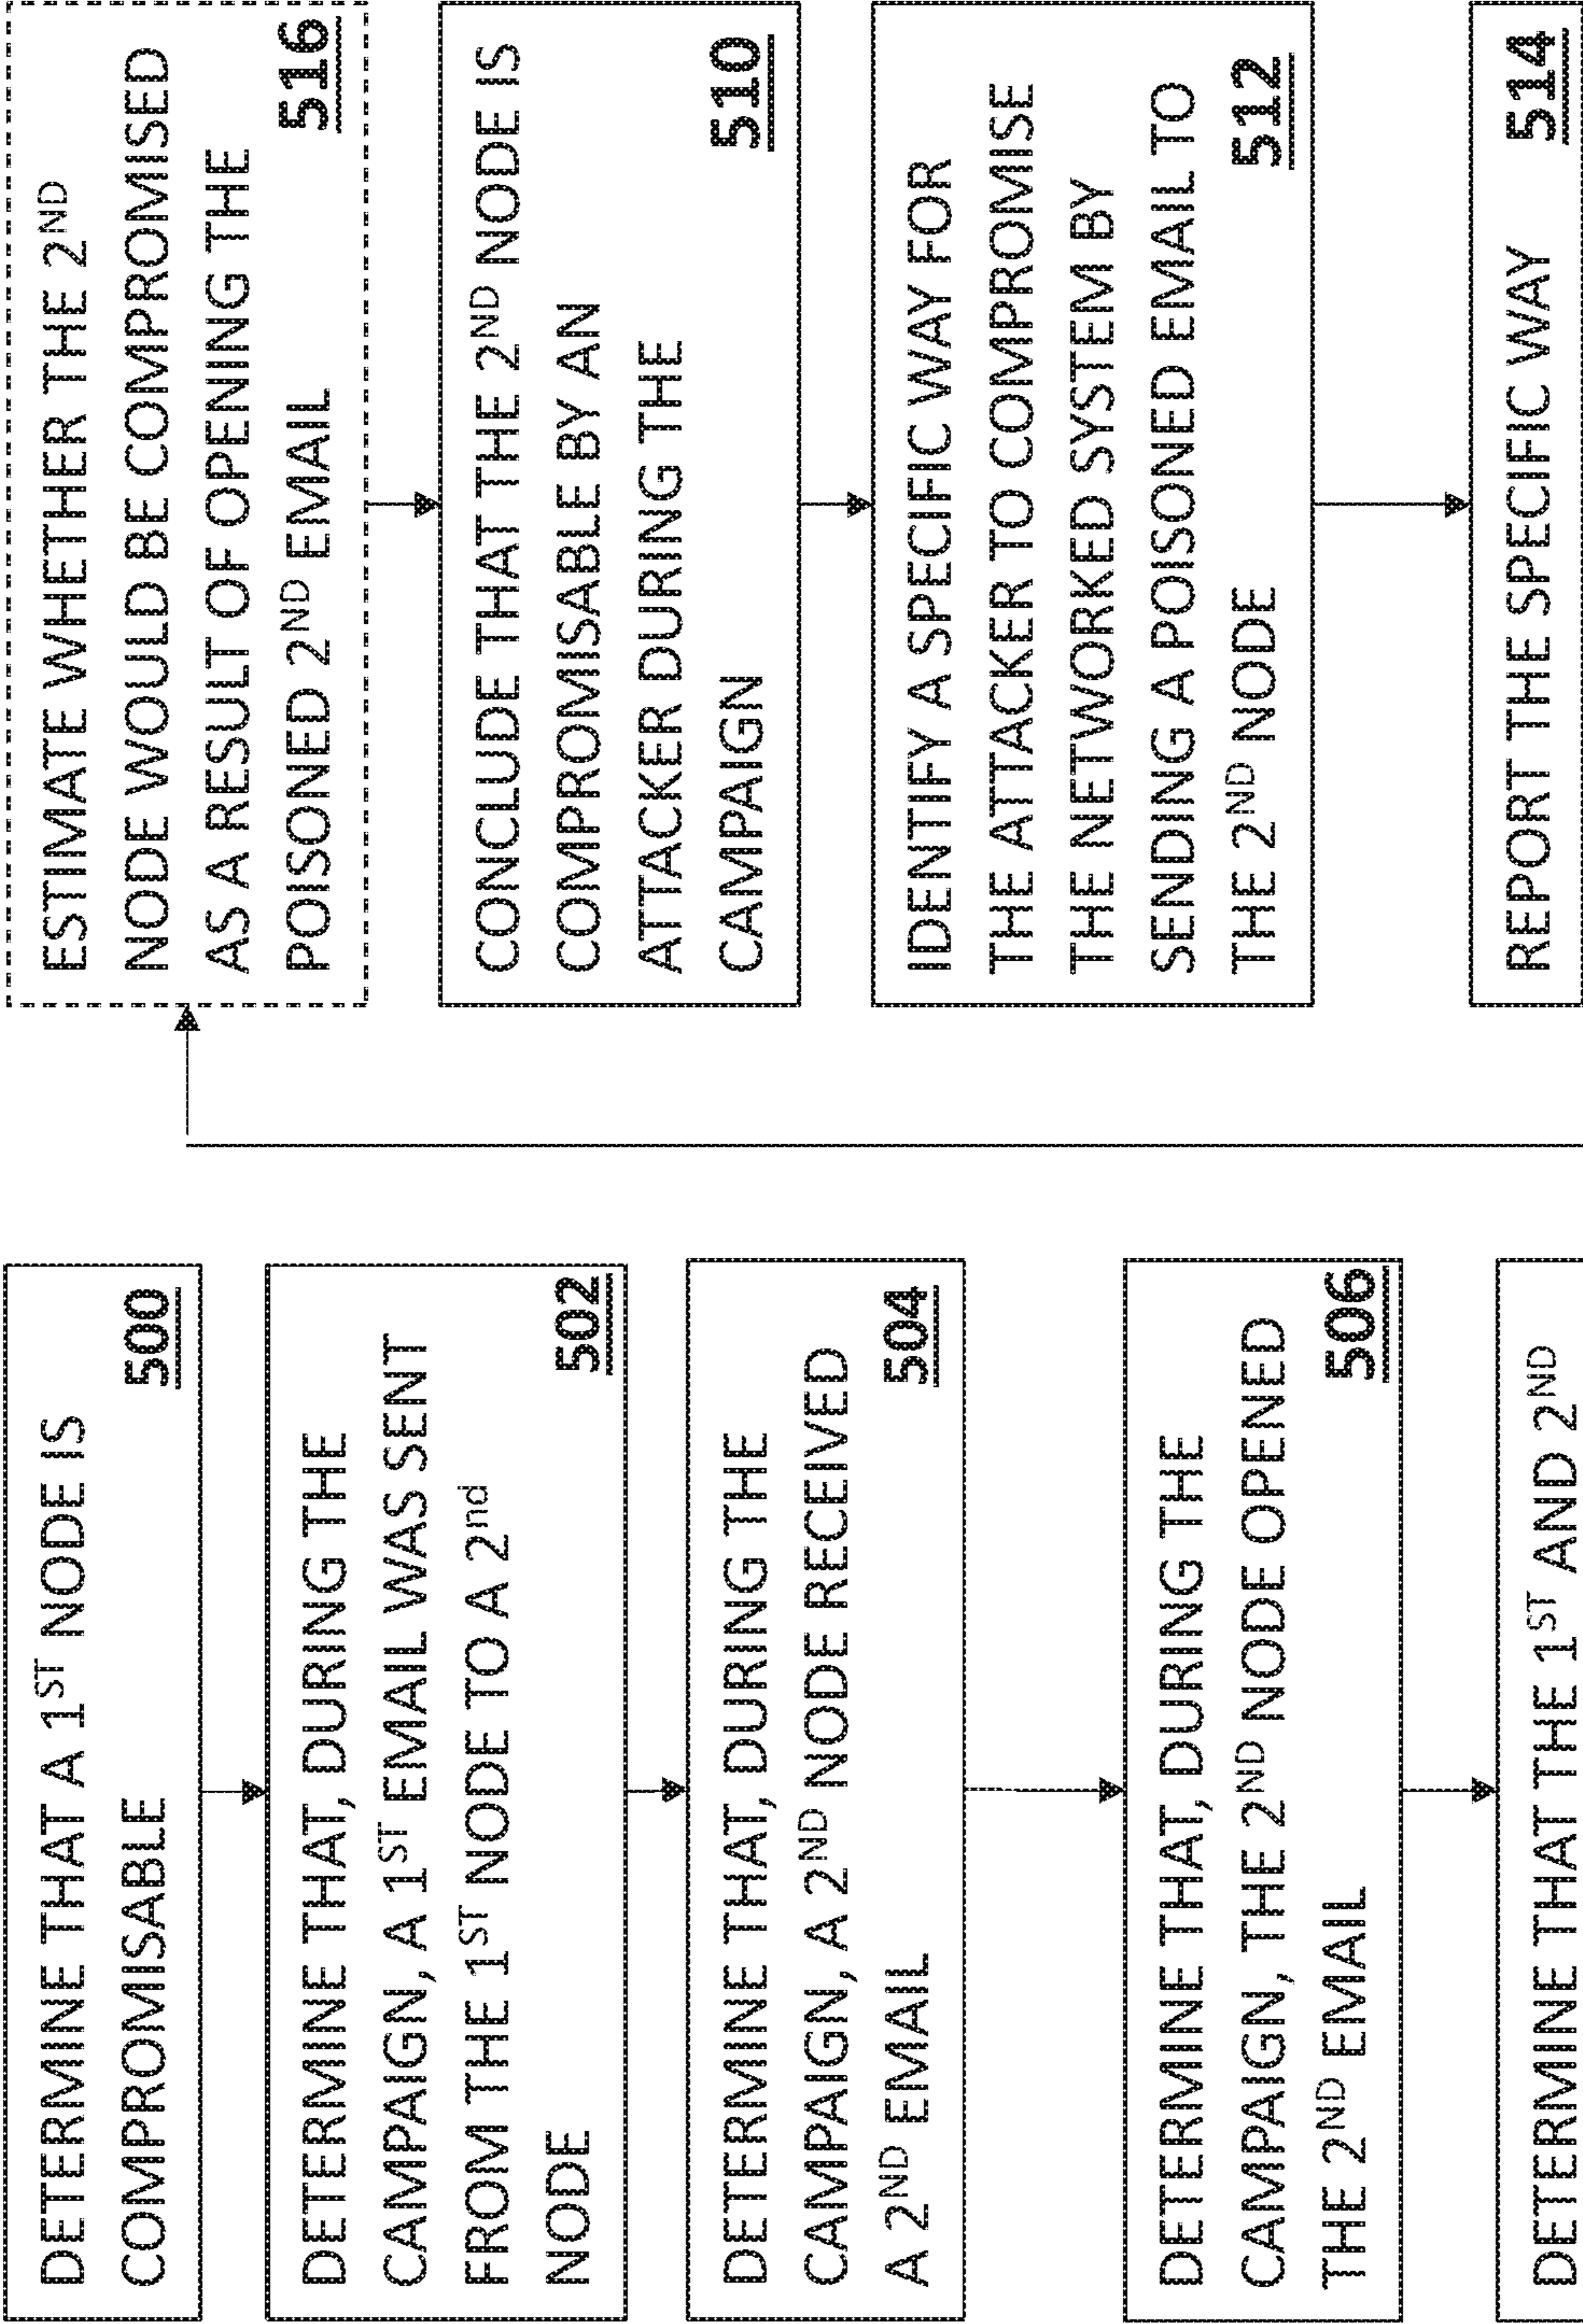 DETERMINE THAT A 1ST NODE IS
COMPROMISABLE 500
DETERMINE THAT, DURING THE
CAMPAIGN, A 1ST EMAIL WAS SENT
FROM THE 1ST NODE TO A 2nd
NODE 502
DETERMINE THAT, DURING THE
CAMPAIGN, A 2ND NODE RECEIVED
A 2ND EMAIL 504
DETERMINE THAT, DURING THE
CAMPAIGN, THE 2ND NODE OPENED
THE 2ND EMAIL 506
DETERMINE THAT THE 1ST AND 2ND
ESTIMATE WHETHER THE 2ND
NODE WOULD BE COMPROMISED
AS A RESULT OF OPENING THE
POISONED 2ND EMAIL 516
CONCLUDE THAT THE 2ND NODE IS
COMPROMISABLE BY AN
ATTACKER DURING THE
CAMPAIGN 510
IDENTIFY A SPECIFIC WAY FOR
THE ATTACKER TO COMPROMISE
THE NETWORKED SYSTEM BY
SENDING A POISONED EMAIL TO
THE 2ND NODE 512
REPORT THE SPECIFIC WAY 514